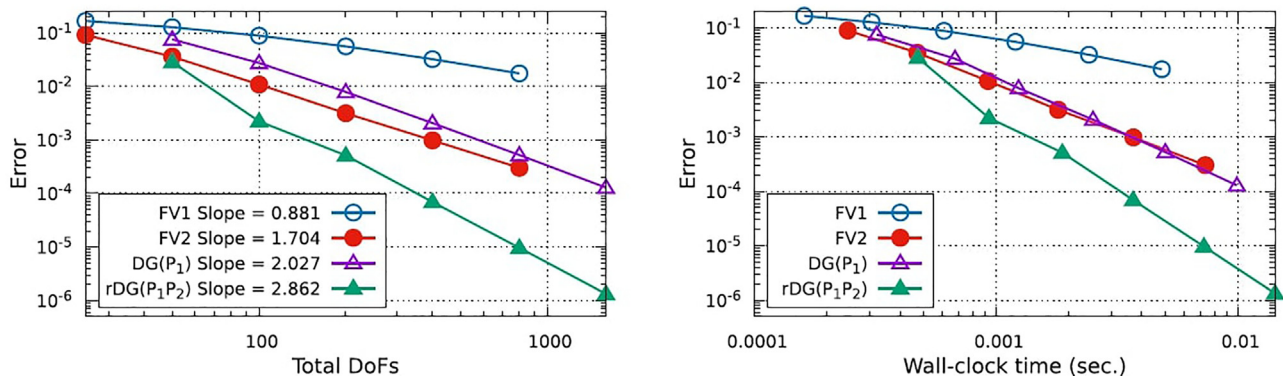 10⁻¹
10⁻²
10⁻³
10⁻⁴
10⁻⁵
10⁻⁶
Error
FV1 Slope = 0.881
FV2 Slope = 1.704
DG(P₁) Slope = 2.027
rDG(P₁P₂) Slope = 2.862
100 1000
Total DoFs
10⁻¹
10⁻²
10⁻³
10⁻⁴
10⁻⁵
10⁻⁶
Error
FV1
FV2
DG(P₁)
rDG(P₁P₂)
0.0001 0.001 0.01
Wall-clock time (sec.)